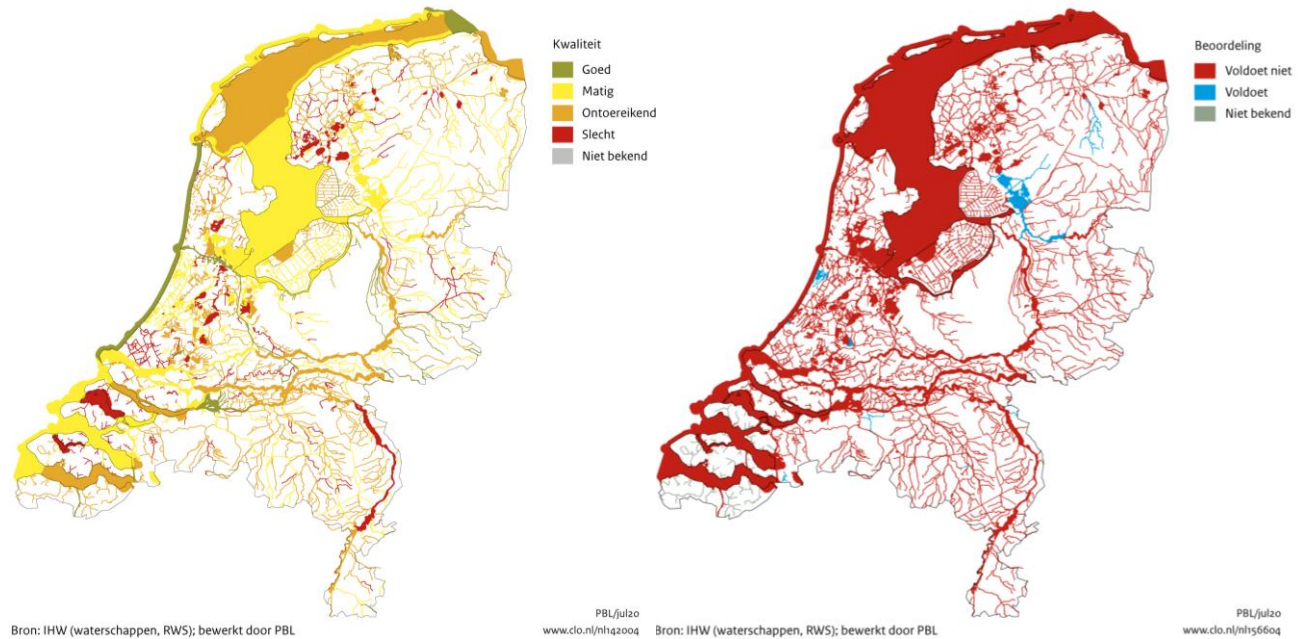 Kwaliteit
Goed
Matig
Ontoereikend
Slecht
Niet bekend
Bron: IHW (waterschappen, RWS); bewerkt door PBL
PBL/jul20
www.clo.nl/nl142004
Beoordeling
Voldoet niet
Voldoet
Niet bekend
Bron: IHW (waterschappen, RWS); bewerkt door PBL
PBL/jul20
www.clo.nl/nl156604